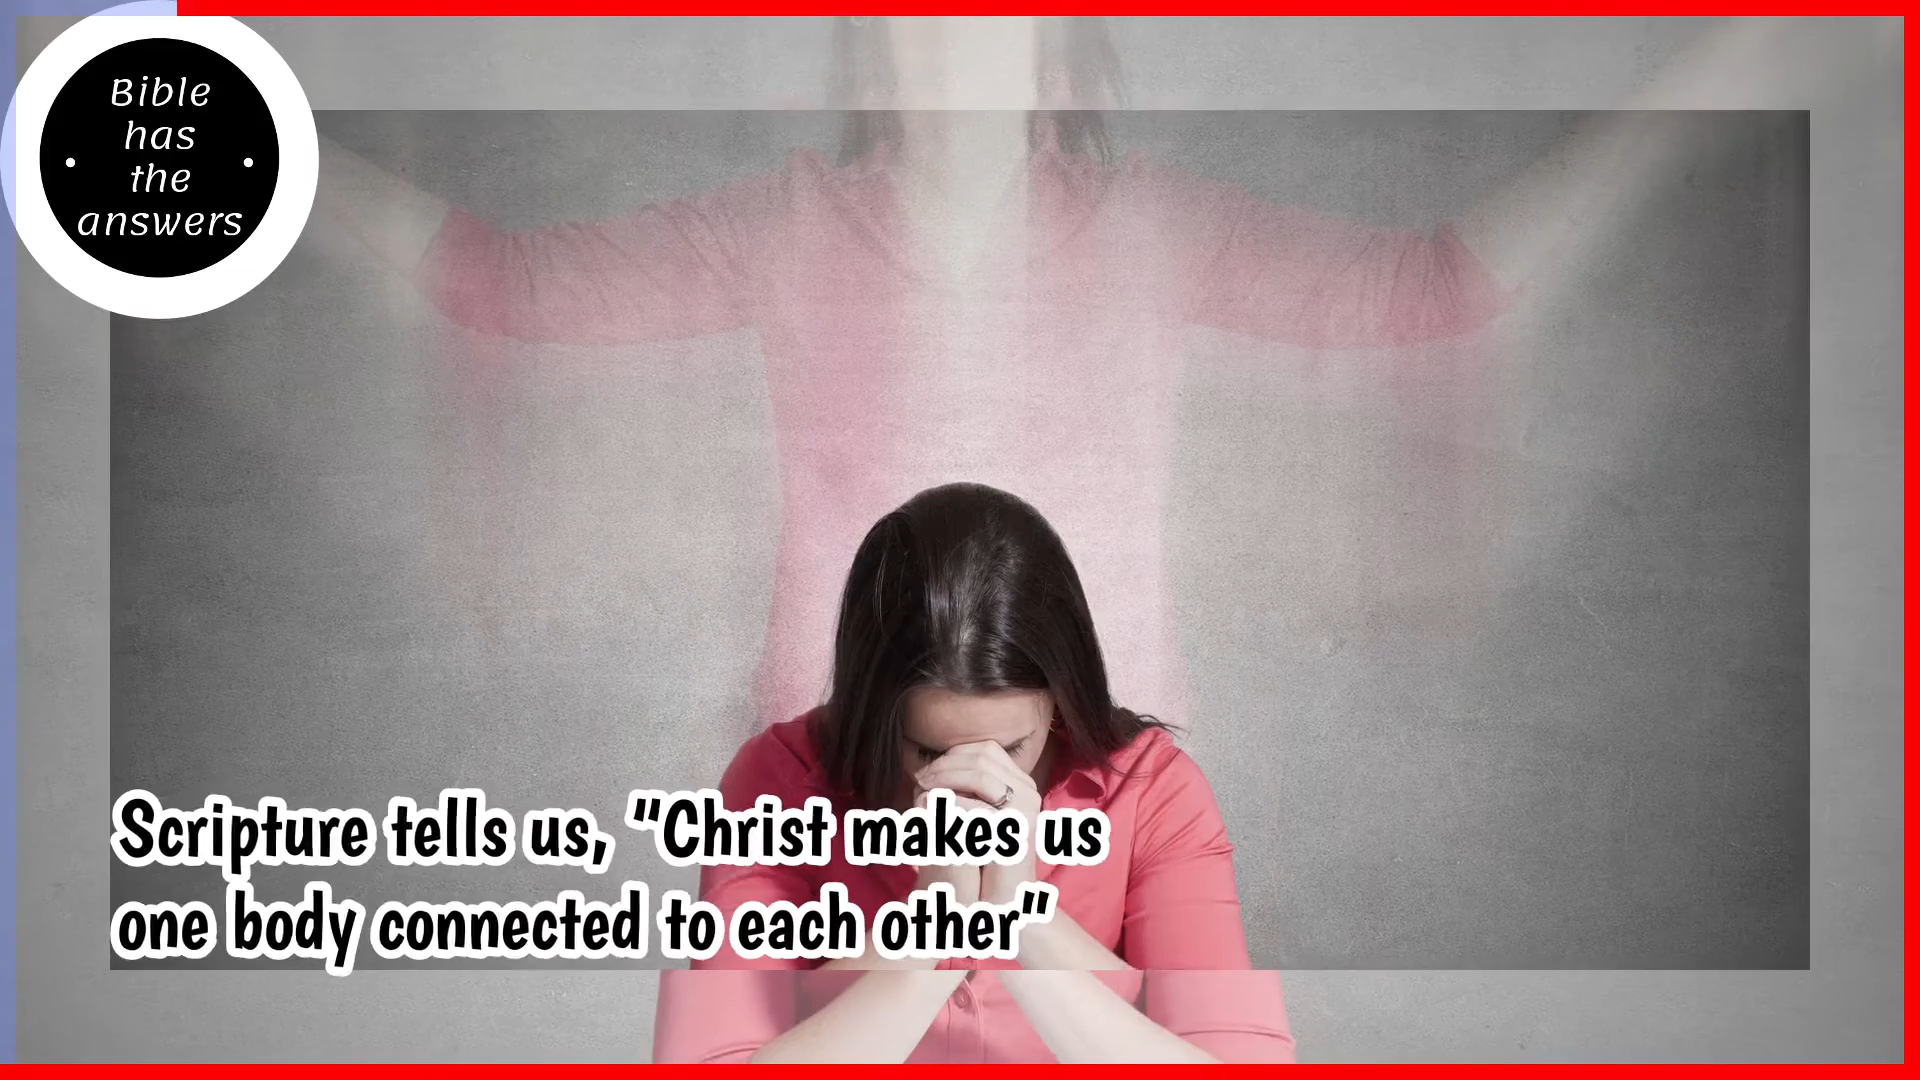 Bible
has
the
answers
Scripture tells us, "Christ makes us
one body connected to each other"